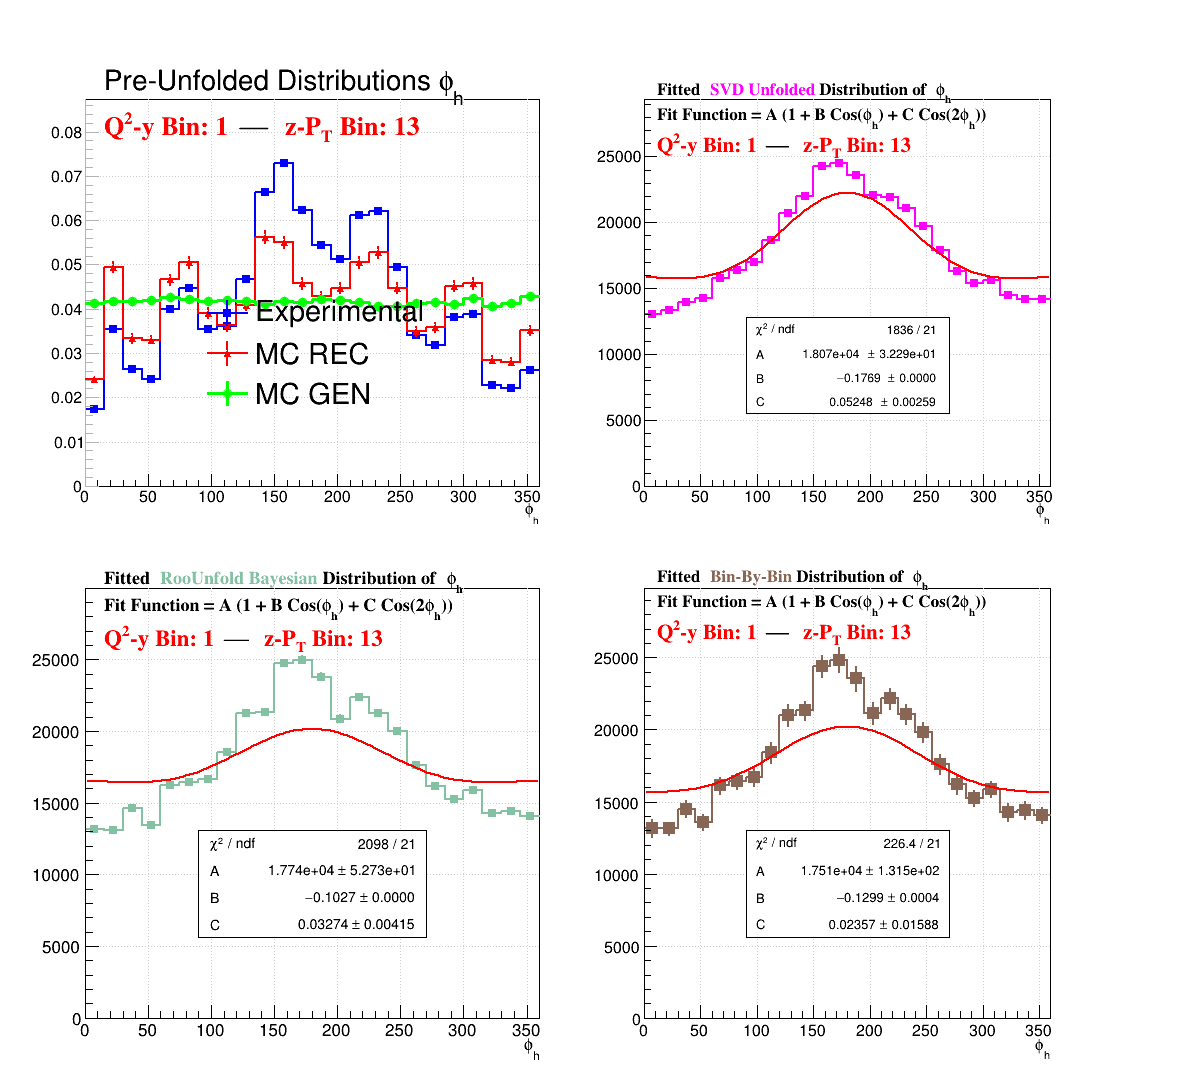 Pre-Unfolded Distributions ϕh
Q2-y Bin: 1 — z-PT Bin: 13
0.08
0.07
0.06
0.05
0.04
0.03
0.02
0.01
0
Experimental
MC REC
MC GEN
0 50 100 150 200 250 300 350
ϕh
Fitted SVD Unfolded Distribution of ϕh
Fit Function = A (1 + B Cos(ϕh) + C Cos(2ϕh))
Q2-y Bin: 1 — z-PT Bin: 13
25000
20000
15000
10000
5000
0
χ2 / ndf 1836 / 21
A 1.807e+04 ± 3.229e+01
B −0.1769 ± 0.0000
C 0.05248 ± 0.00259
0 50 100 150 200 250 300 350
ϕh
Fitted RooUnfold Bayesian Distribution of ϕh
Fit Function = A (1 + B Cos(ϕh) + C Cos(2ϕh))
Q2-y Bin: 1 — z-PT Bin: 13
25000
20000
15000
10000
5000
0
χ2 / ndf 2098 / 21
A 1.774e+04 ± 5.273e+01
B −0.1027 ± 0.0000
C 0.03274 ± 0.00415
0 50 100 150 200 250 300 350
ϕh
Fitted Bin-By-Bin Distribution of ϕh
Fit Function = A (1 + B Cos(ϕh) + C Cos(2ϕh))
Q2-y Bin: 1 — z-PT Bin: 13
25000
20000
15000
10000
5000
0
χ2 / ndf 226.4 / 21
A 1.751e+04 ± 1.315e+02
B −0.1299 ± 0.0004
C 0.02357 ± 0.01588
0 50 100 150 200 250 300 350
ϕh